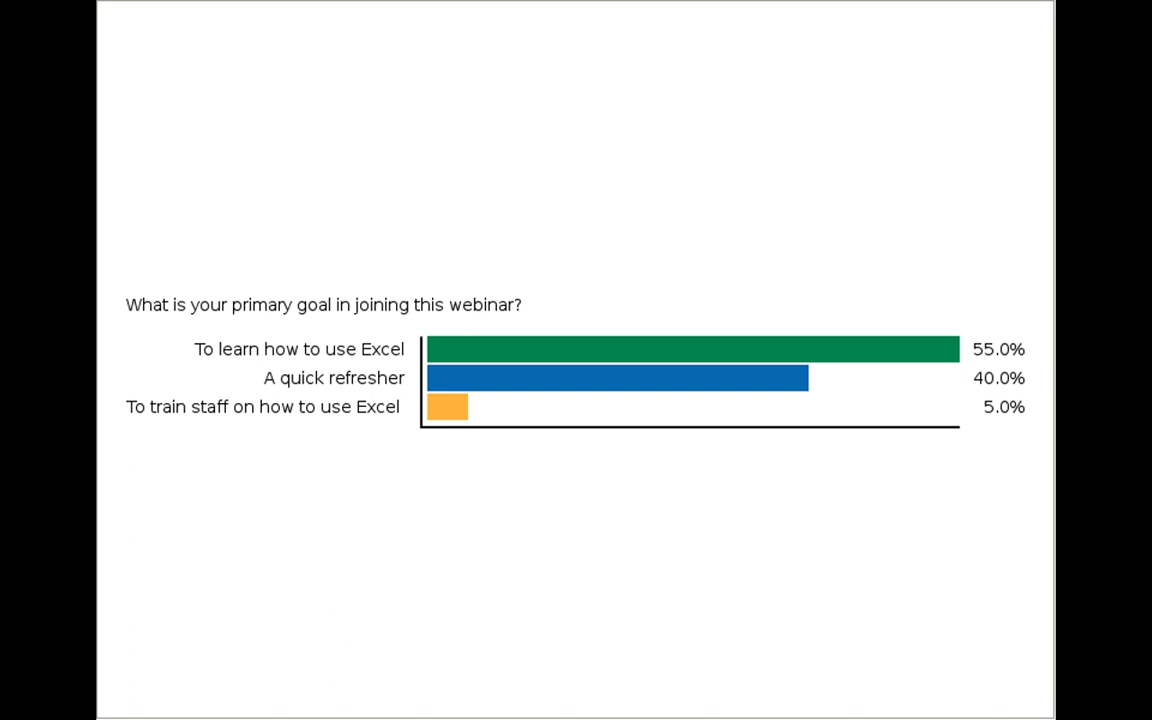 What is your primary goal in joining this webinar?
To learn how to use Excel 55.0%
A quick refresher 40.0%
To train staff on how to use Excel 5.0%